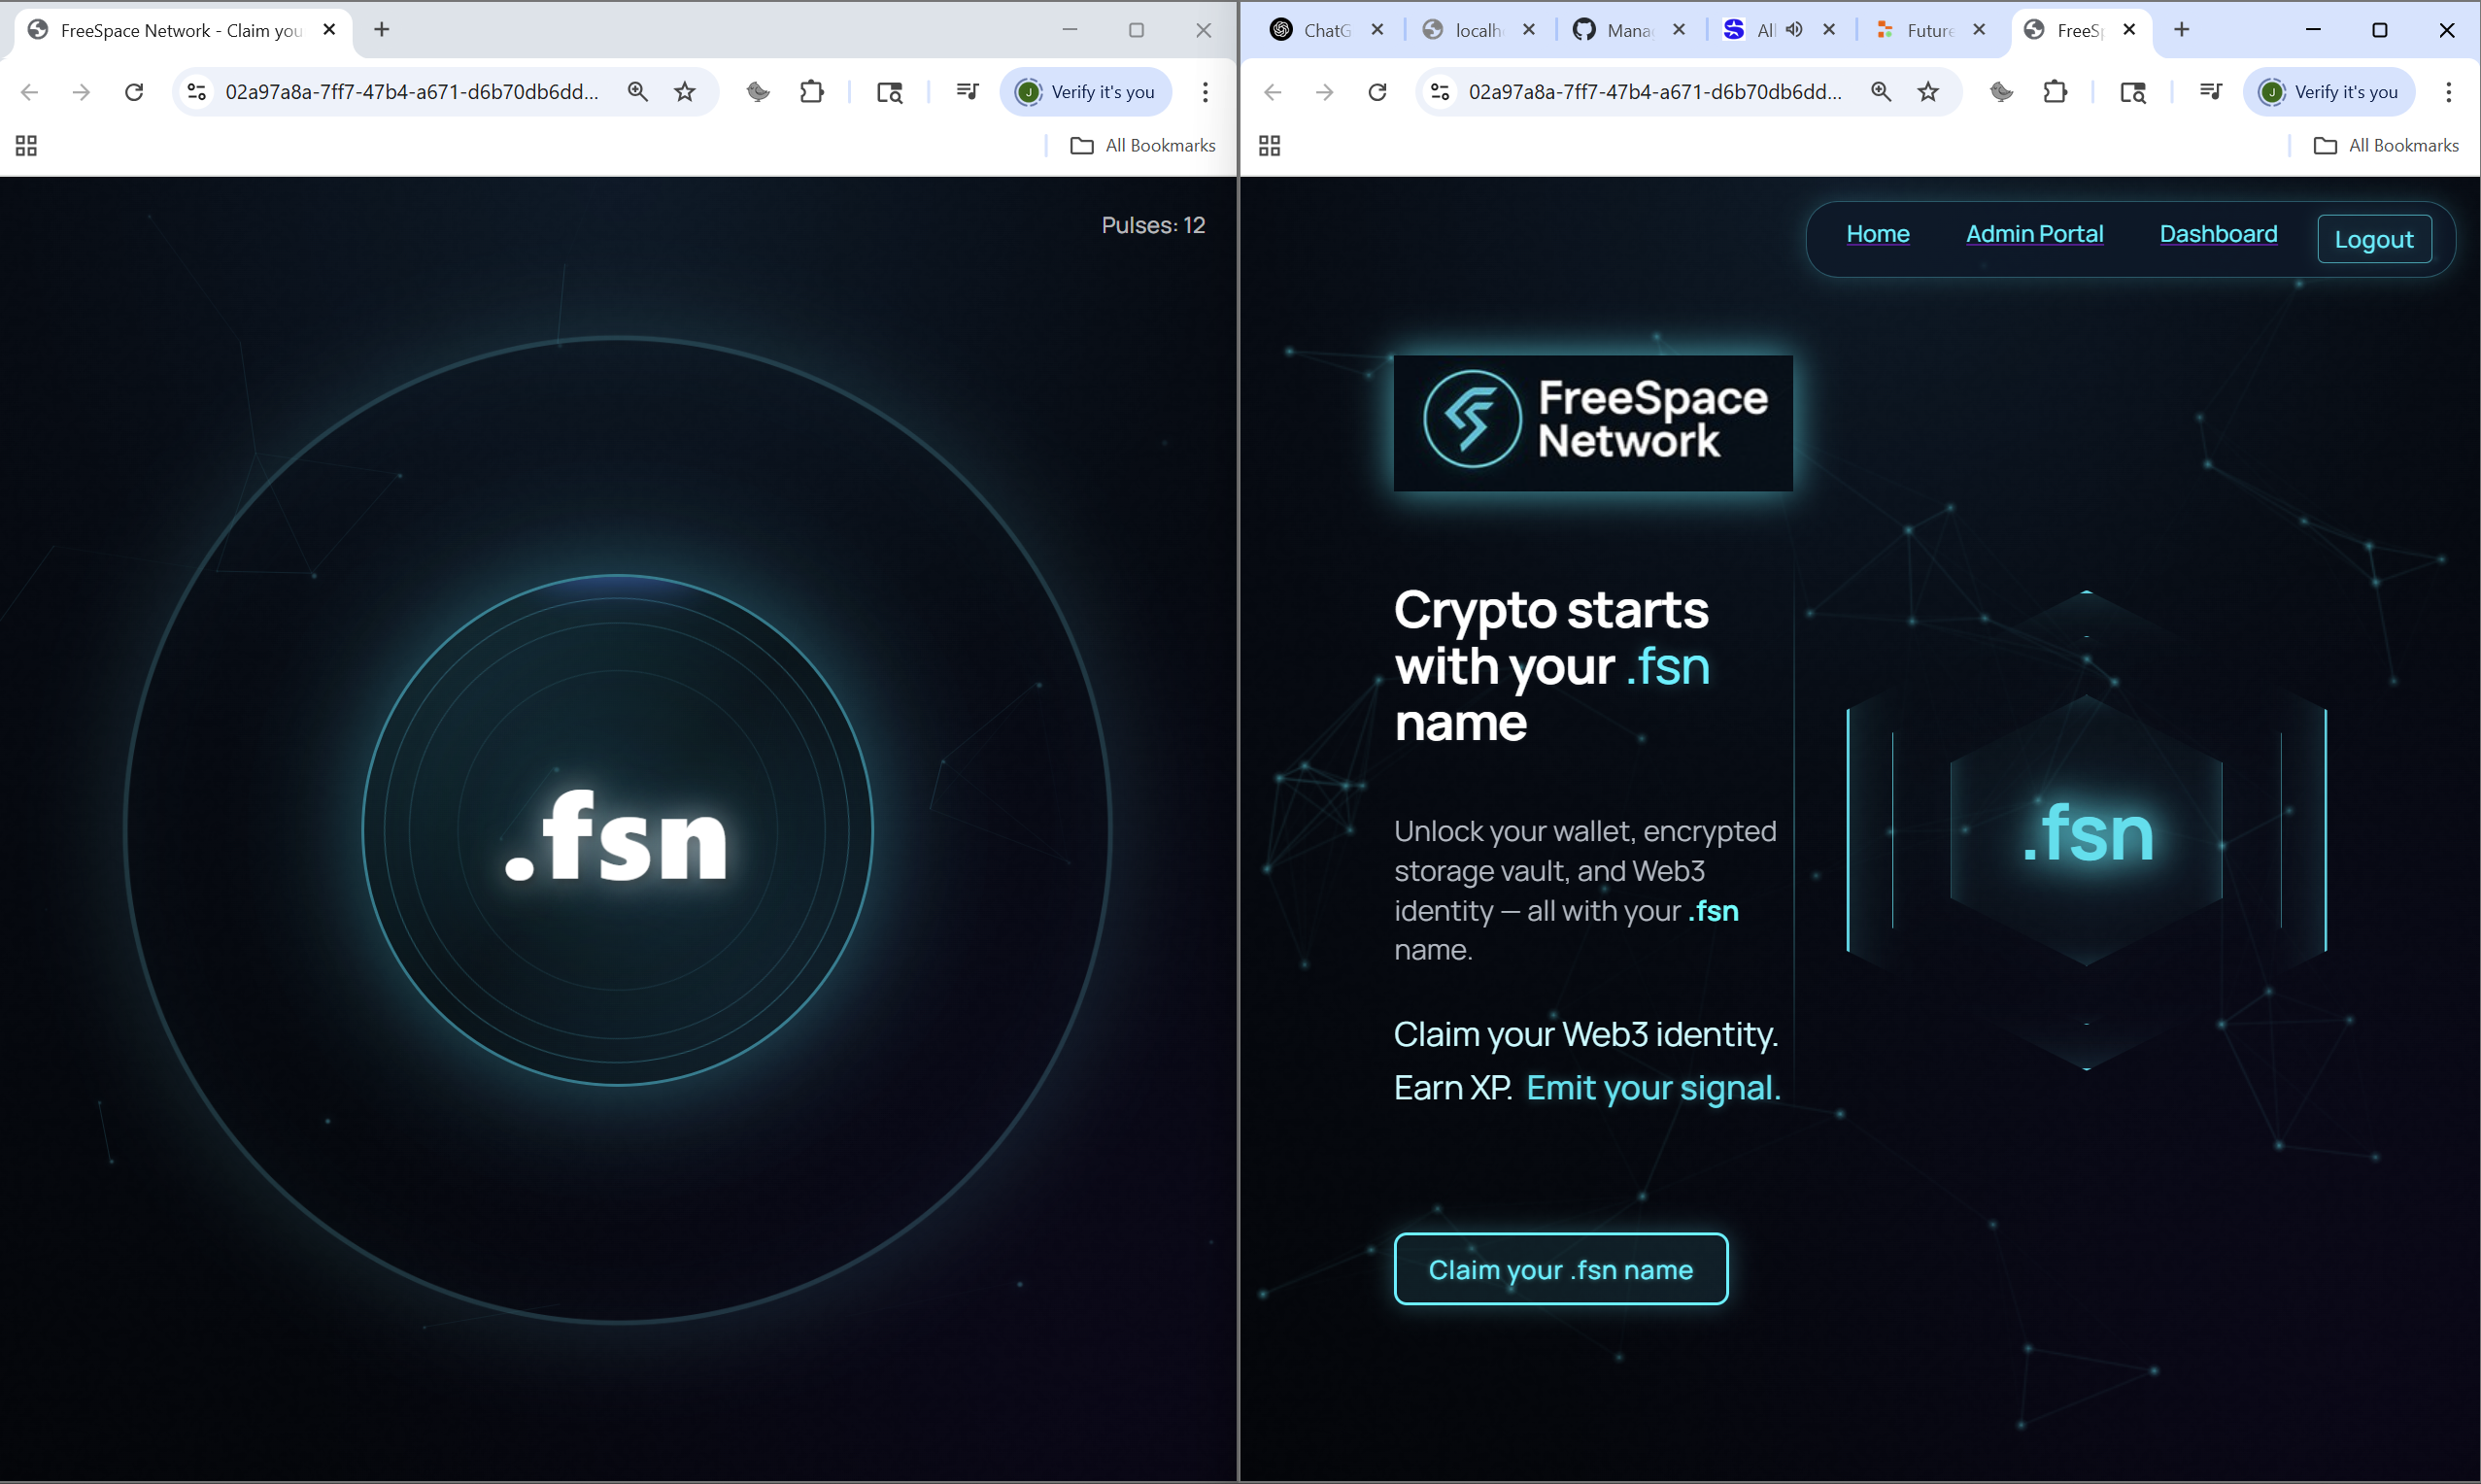 FreeSpace Network - Claim you
02a97a8a-7ff7-47b4-a671-d6b70db6dd...
J
Verify it's you
All Bookmarks
Pulses: 12
.fsn
ChatG
localh
Mana
All
Future
FreeSp
02a97a8a-7ff7-47b4-a671-d6b70db6dd...
J
Verify it's you
All Bookmarks
Home
Admin Portal
Dashboard
Logout
FreeSpace
Network
Crypto starts
with your .fsn
name
Unlock your wallet, encrypted
storage vault, and Web3
identity — all with your .fsn
name.
Claim your Web3 identity.
Earn XP. Emit your signal.
Claim your .fsn name
.fsn